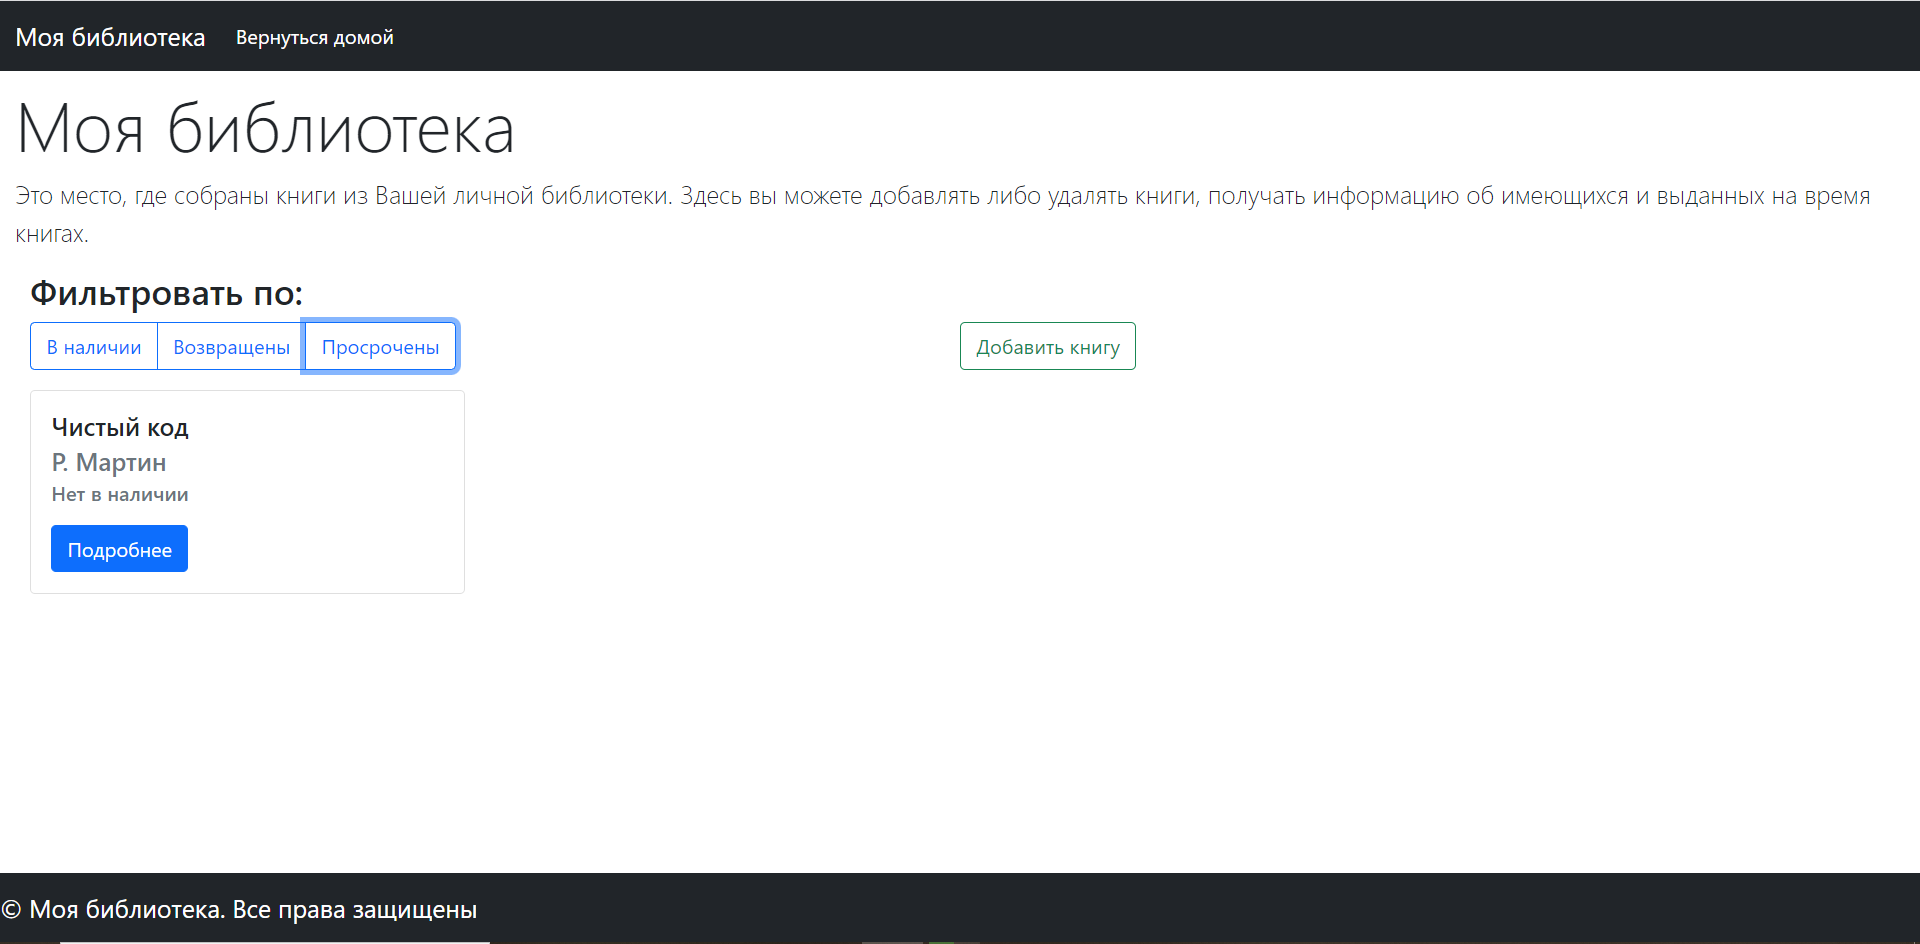 Моя библиотека Вернуться домой
Моя библиотека
Это место, где собраны книги из Вашей личной библиотеки. Здесь вы можете добавлять либо удалять книги, получать информацию об имеющихся и выданных на время
книгах.
Фильтровать по:
В наличии Возвращены Просрочены Добавить книгу
Чистый код
Р. Мартин
Нет в наличии
Подробнее
© Моя библиотека. Все права защищены